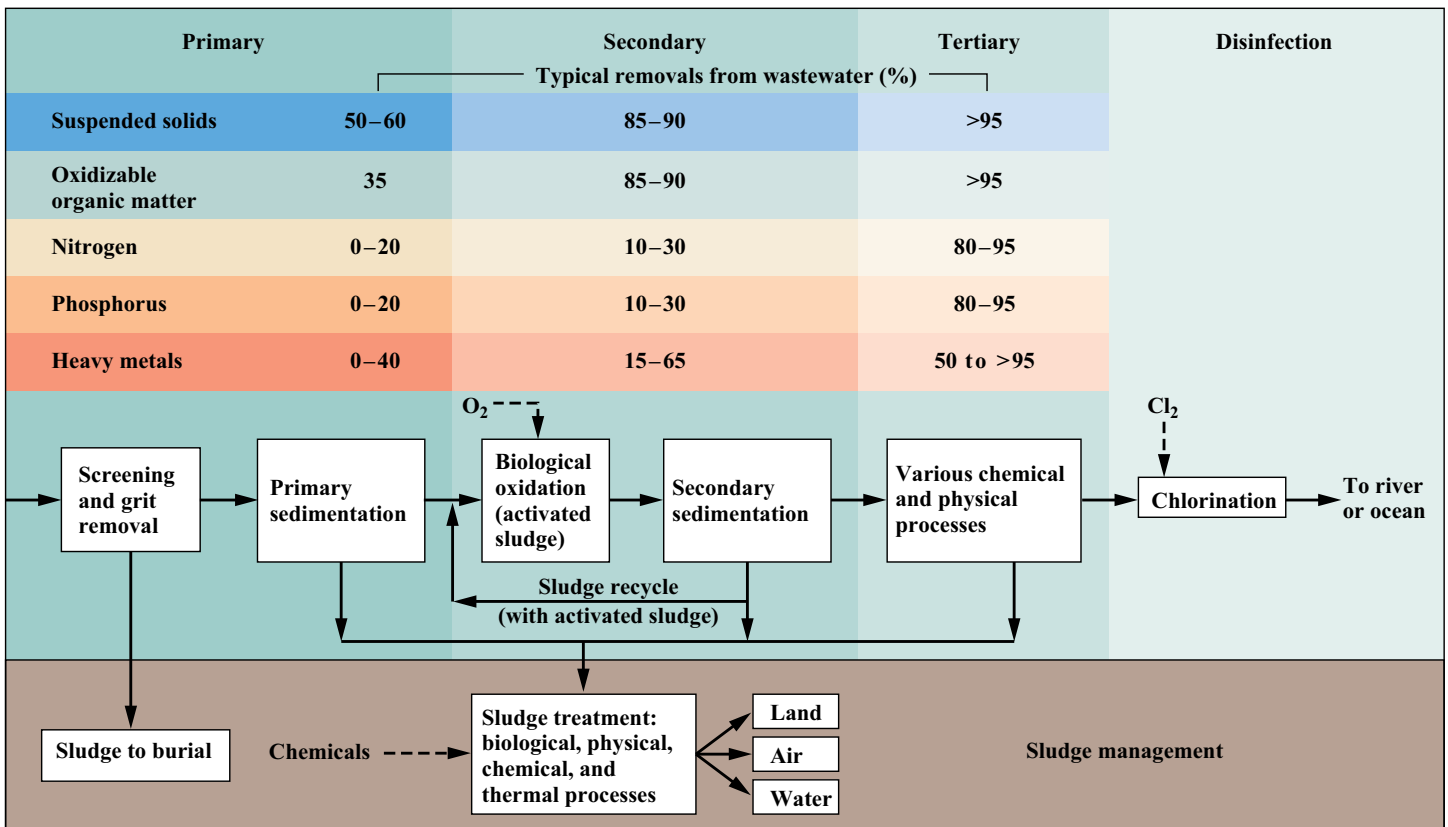 Primary Secondary Tertiary Disinfection
Typical removals from wastewater (%)
Suspended solids 50–60 85–90 >95
Oxidizable
organic matter 35 85–90 >95
Nitrogen 0–20 10–30 80–95
Phosphorus 0–20 10–30 80–95
Heavy metals 0–40 15–65 50 to >95
O₂
Cl₂
Screening
and grit
removal
Primary
sedimentation
Biological
oxidation
(activated
sludge)
Secondary
sedimentation
Various chemical
and physical
processes
Chlorination
To river
or ocean
Sludge recycle
(with activated sludge)
Sludge to burial
Chemicals
Sludge treatment:
biological, physical,
chemical, and
thermal processes
Land
Air
Water
Sludge management